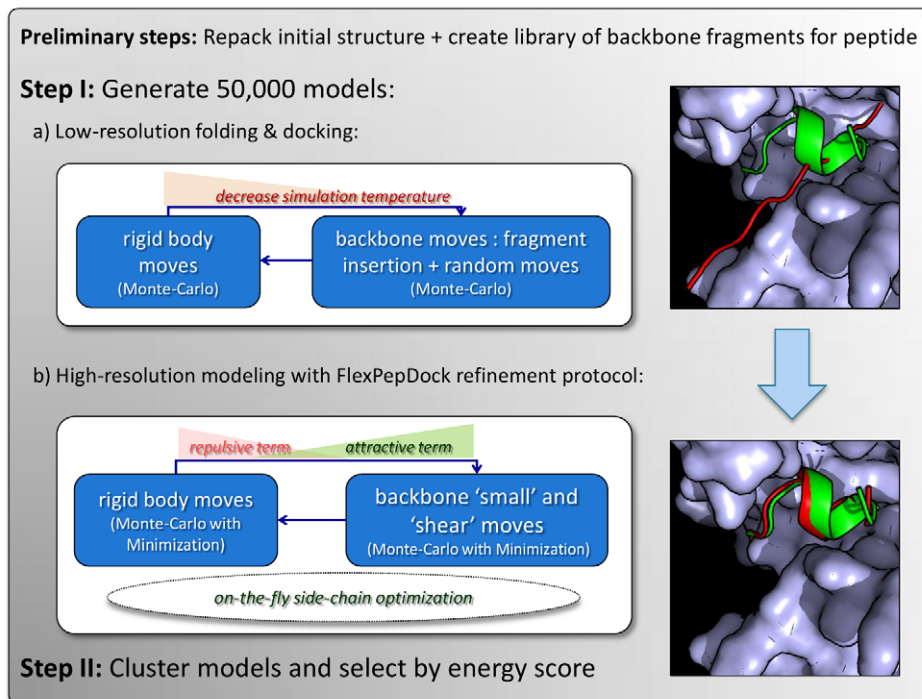 Preliminary steps: Repack initial structure + create library of backbone fragments for peptide
Step I: Generate 50,000 models:
a) Low-resolution folding & docking:
decrease simulation temperature
rigid body
moves
(Monte-Carlo)
backbone moves : fragment
insertion + random moves
(Monte-Carlo)
b) High-resolution modeling with FlexPepDock refinement protocol:
repulsive term
attractive term
rigid body moves
(Monte-Carlo with
Minimization)
backbone ‘small’ and
‘shear’ moves
(Monte-Carlo with Minimization)
on-the-fly side-chain optimization
Step II: Cluster models and select by energy score